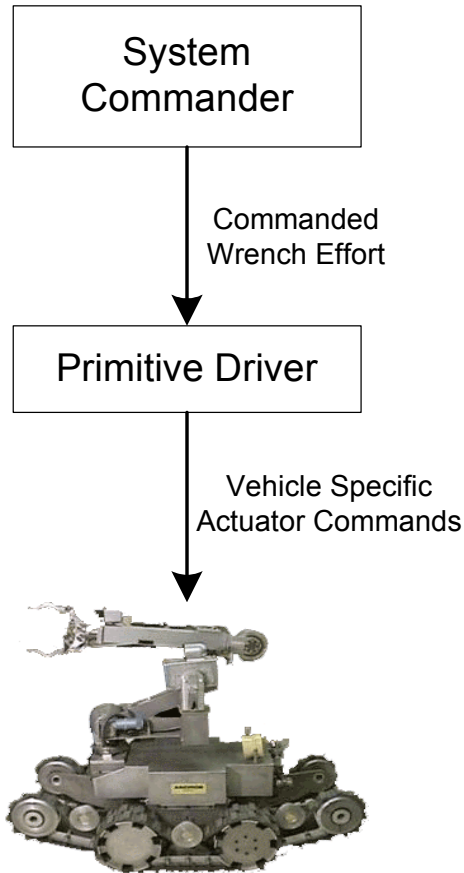 System
Commander
Commanded
Wrench Effort
Primitive Driver
Vehicle Specific
Actuator Commands